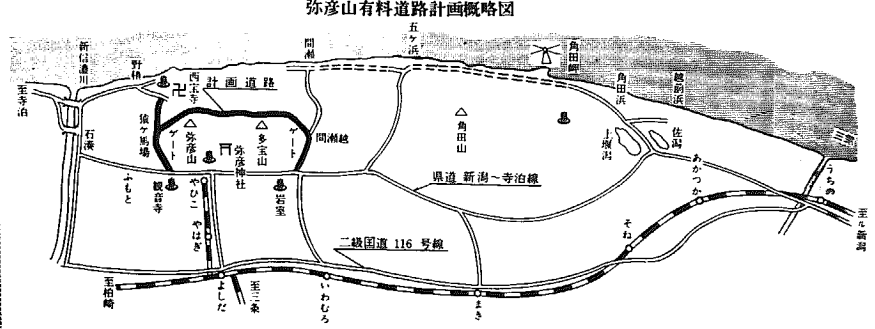 弥彦山有料道路計画概略図
五ヶ浜
間瀬
角田岬
新信濃川
野積
西宝寺
計画道路
角田浜
越前浜
至寺泊
石湊
猿ヶ馬場
ゲート
弥彦山
多宝山
ゲート
間瀬越
角田山
上堰潟
佐潟
弥彦神社
ふもと
観音寺
やひこ
岩室
県道 新潟～寺泊線
あかつか
うちの
やはぎ
二級国道 116 号線
そね
至新潟
至柏崎
よしだ
至三条
いわむろ
まき